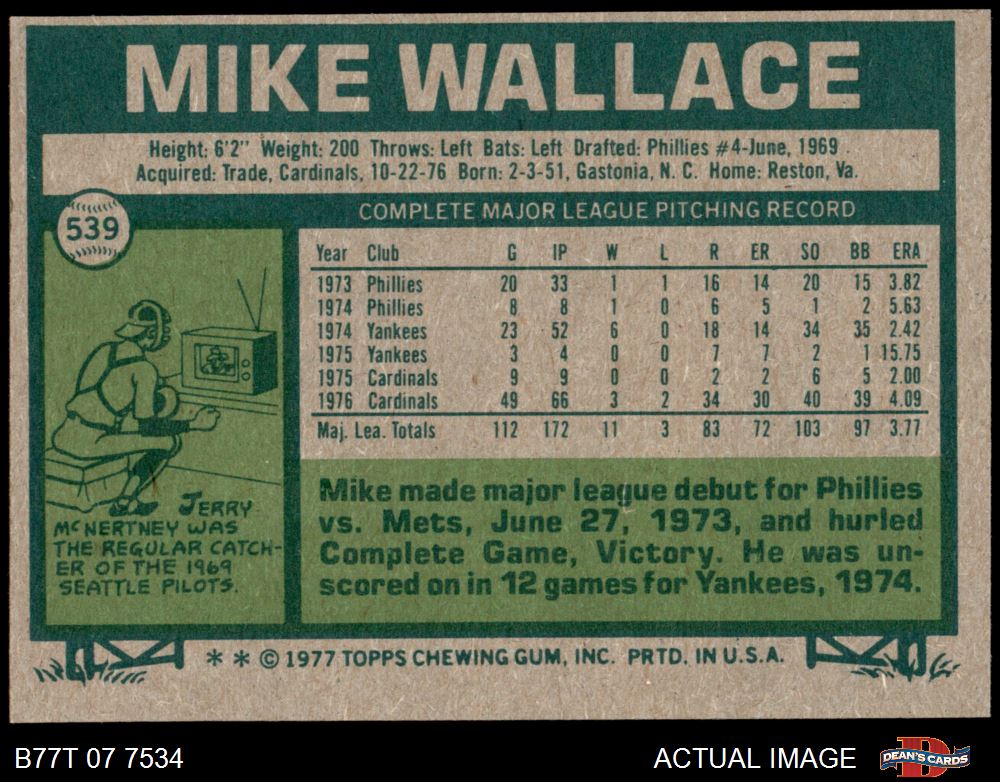 MIKE WALLACE
Height: 6'2" Weight: 200 Throws: Left Bats: Left Drafted: Phillies #4-June, 1969
Acquired: Trade, Cardinals, 10-22-76 Born: 2-3-51, Gastonia, N. C. Home: Reston, Va.
539
COMPLETE MAJOR LEAGUE PITCHING RECORD
Year Club G IP W L R ER SO BB ERA
1973 Phillies 20 33 1 1 16 14 20 15 3.82
1974 Phillies 8 8 1 0 6 5 1 2 5.63
1974 Yankees 23 52 6 0 18 14 34 35 2.42
1975 Yankees 3 4 0 0 7 7 2 1 15.75
1975 Cardinals 9 9 0 0 2 2 6 5 2.00
1976 Cardinals 49 66 3 2 34 30 40 39 4.09
Maj. Lea. Totals 112 172 11 3 83 72 103 97 3.77
JERRY
MCNERTNEY WAS
THE REGULAR CATCH-
ER OF THE 1969
SEATTLE PILOTS.
Mike made major league debut for Phillies
vs. Mets, June 27, 1973, and hurled
Complete Game, Victory. He was un-
scored on in 12 games for Yankees, 1974.
* * © 1977 TOPPS CHEWING GUM, INC. PRTD. IN U.S.A.
B77T 07 7534
ACTUAL IMAGE
D
DEAN'S CARDS